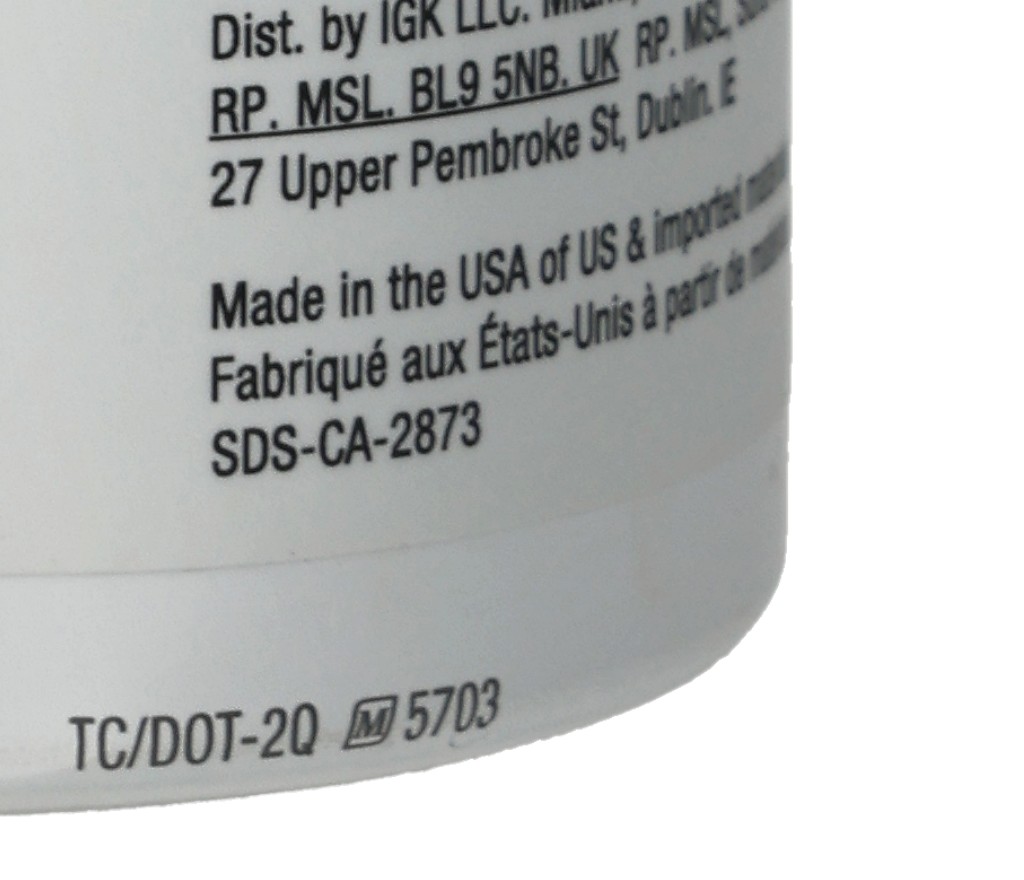 Dist. by IGK LLC.
RP. MSL. BL9 5NB. UK RP. MSL,
27 Upper Pembroke St, Dublin. IE
Made in the USA of US & imported
Fabriqué aux États-Unis à partir de
SDS-CA-2873
TC/DOT-2Q M 5703